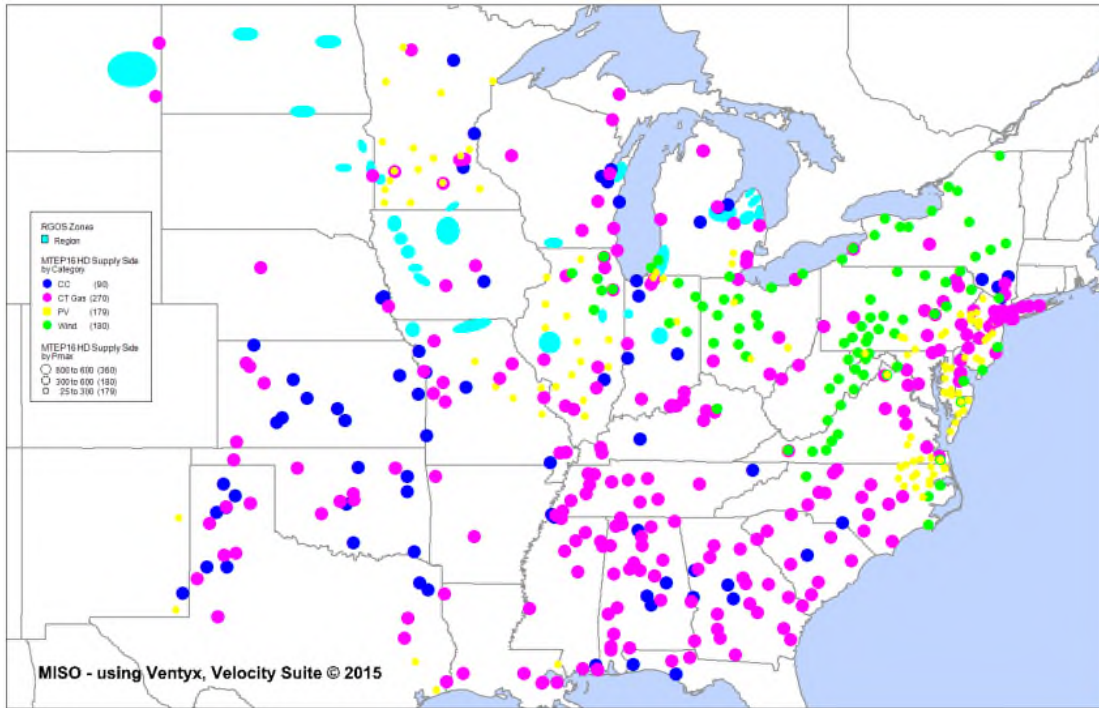 RGOS Zones
Region
MTEP16 HD Supply Side
by Category
CC (90)
CT Gas (270)
PV (179)
Wind (180)
MTEP16 HD Supply Side
by Pmax
600 to 600 (360)
300 to 600 (180)
25 to 300 (179)
MISO - using Ventyx, Velocity Suite © 2015